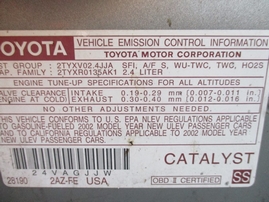 TOYOTA VEHICLE EMISSION CONTROL INFORMATION
TOYOTA MOTOR CORPORATION
2TYXV02.4JJA SFI, A/F S, WU-TWC, TWC, HO2S
AP. FAMILY: 2TYXR0135AK1 2.4 LITER
ENGINE TUNE-UP SPECIFICATIONS FOR ALL ALTITUDES
VALVE CLEARANCE INTAKE 0.19-0.29 mm (0.007-0.011 in.)
EXHAUST 0.30-0.40 mm (0.012-0.016 in.)
NO OTHER ADJUSTMENTS NEEDED.
THIS VEHICLE CONFORMS TO U.S. EPA NLEV REGULATIONS
APPLICABLE TO GASOLINE-FUELED 2002 MODEL YEAR
NEW ULEV PASSENGER CARS
AND TO CALIFORNIA REGULATIONS APPLICABLE TO
GASOLINE-FUELED 2002 MODEL YEAR
NEW ULEV PASSENGER CARS.
CATALYST
24VAGJJW
28190 2AZ-FE USA
OBD II CERTIFIED
SS